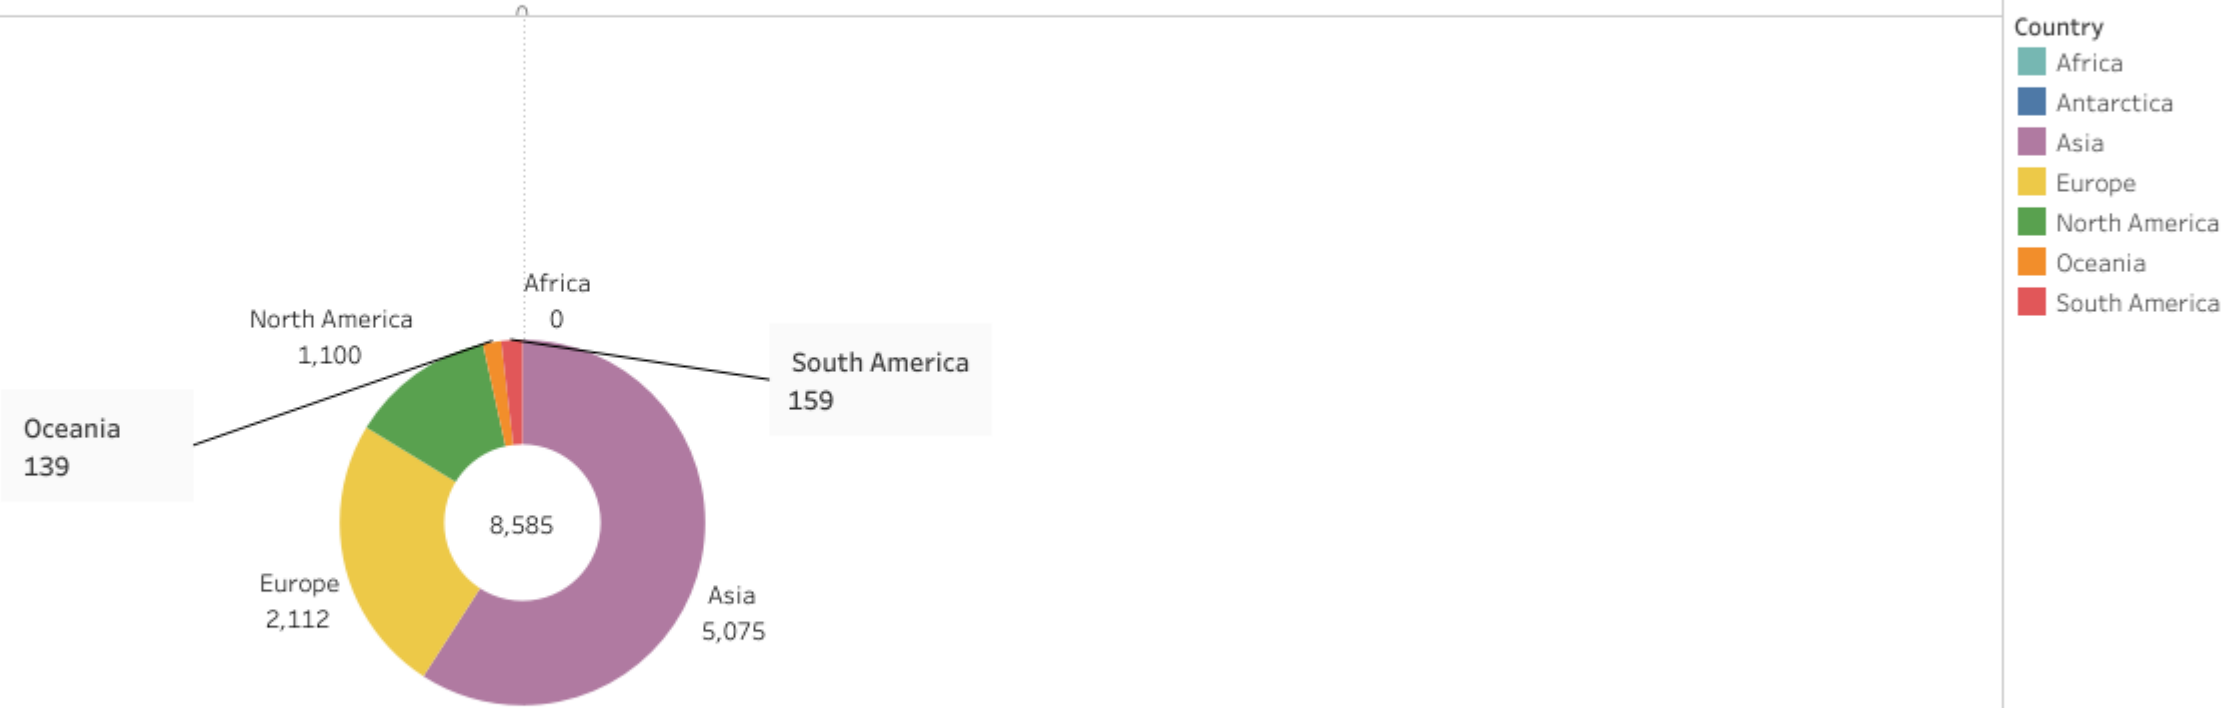 0
Country
Africa
Antarctica
Asia
Europe
North America
Oceania
South America
Africa
0
North America
1,100
South America
159
Oceania
139
8,585
Europe
2,112
Asia
5,075